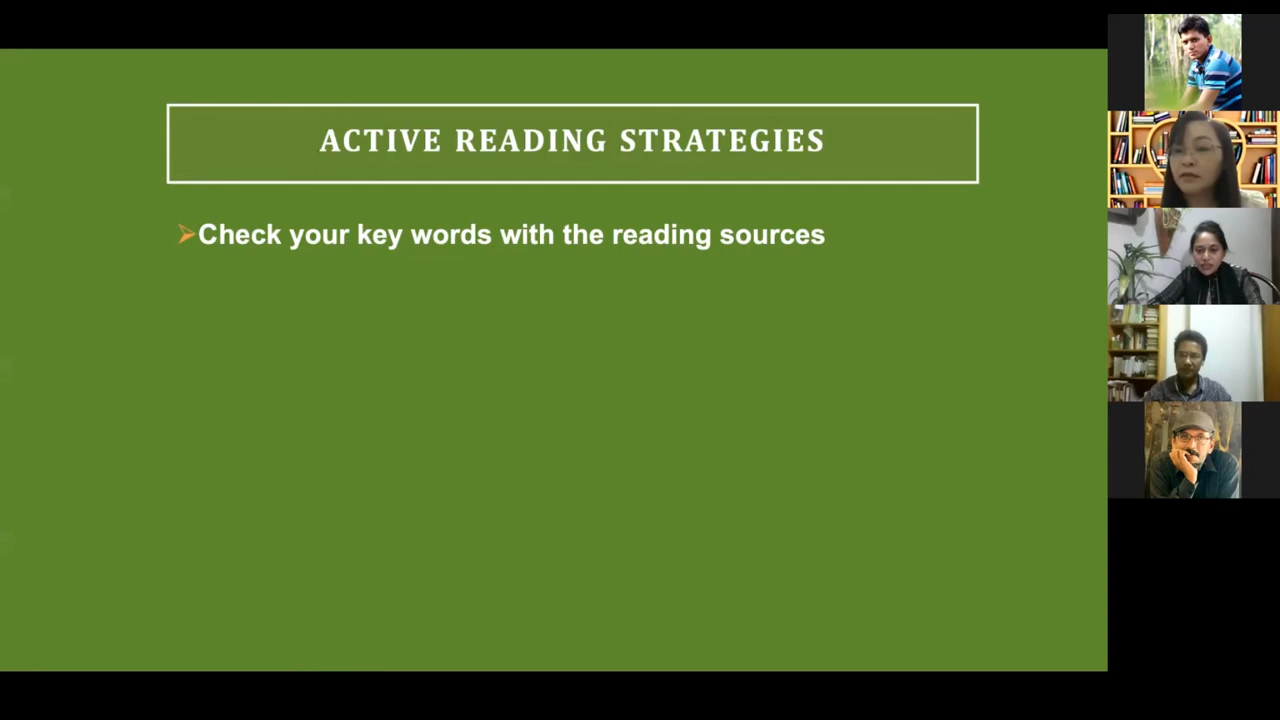 ACTIVE READING STRATEGIES
Check your key words with the reading sources